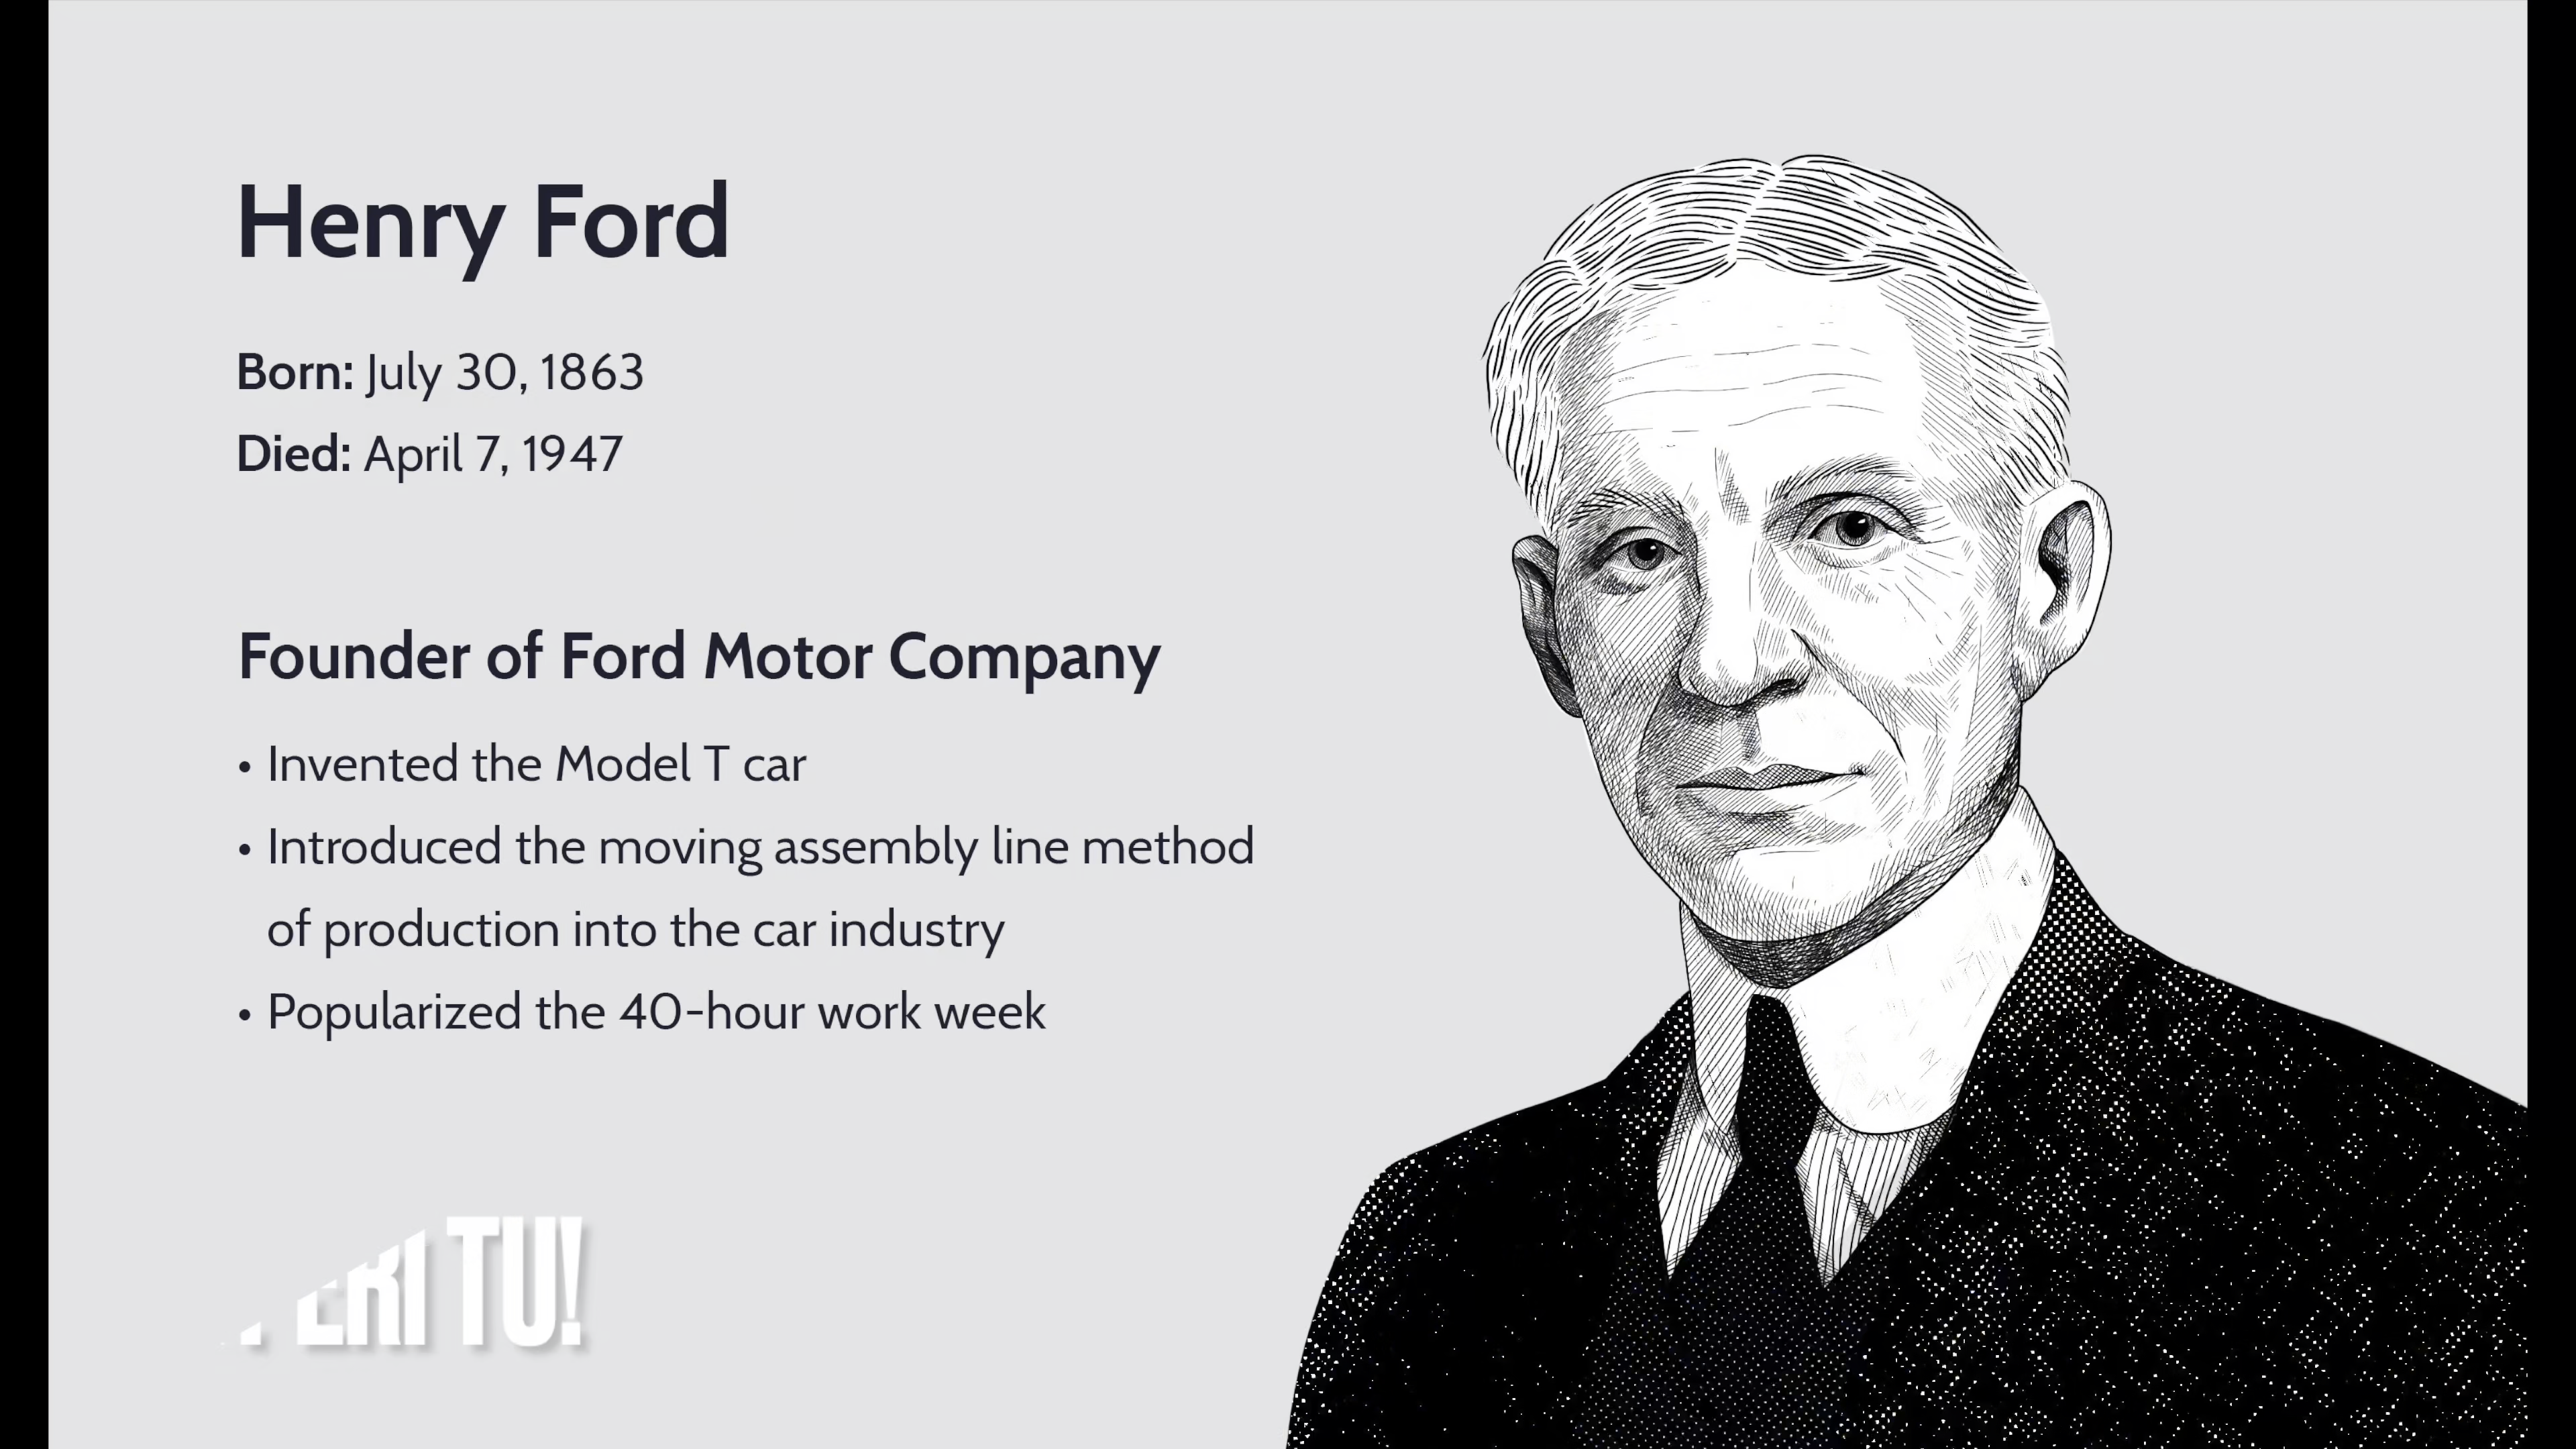 Henry Ford
Born: July 30, 1863
Died: April 7, 1947
Founder of Ford Motor Company
• Invented the Model T car
• Introduced the moving assembly line method
of production into the car industry
• Popularized the 40-hour work week
TU!